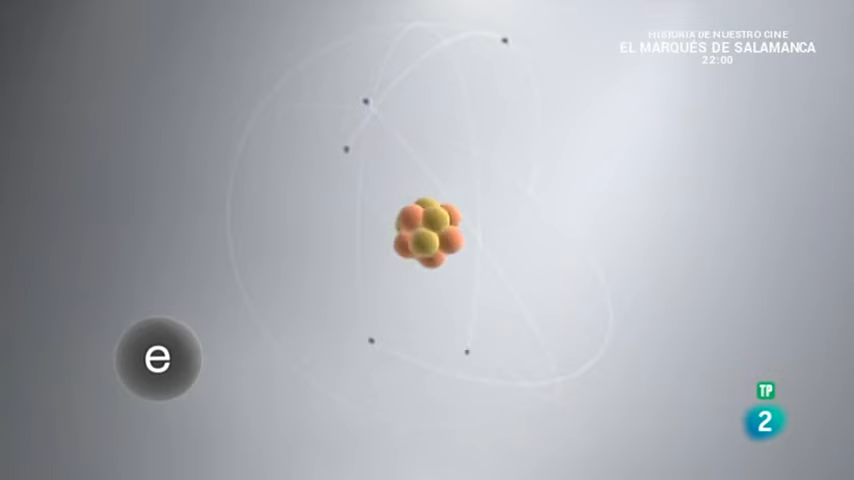 HISTORIA DE NUESTRO CINE
EL MARQUÉS DE SALAMANCA
22:00
e
TP
2